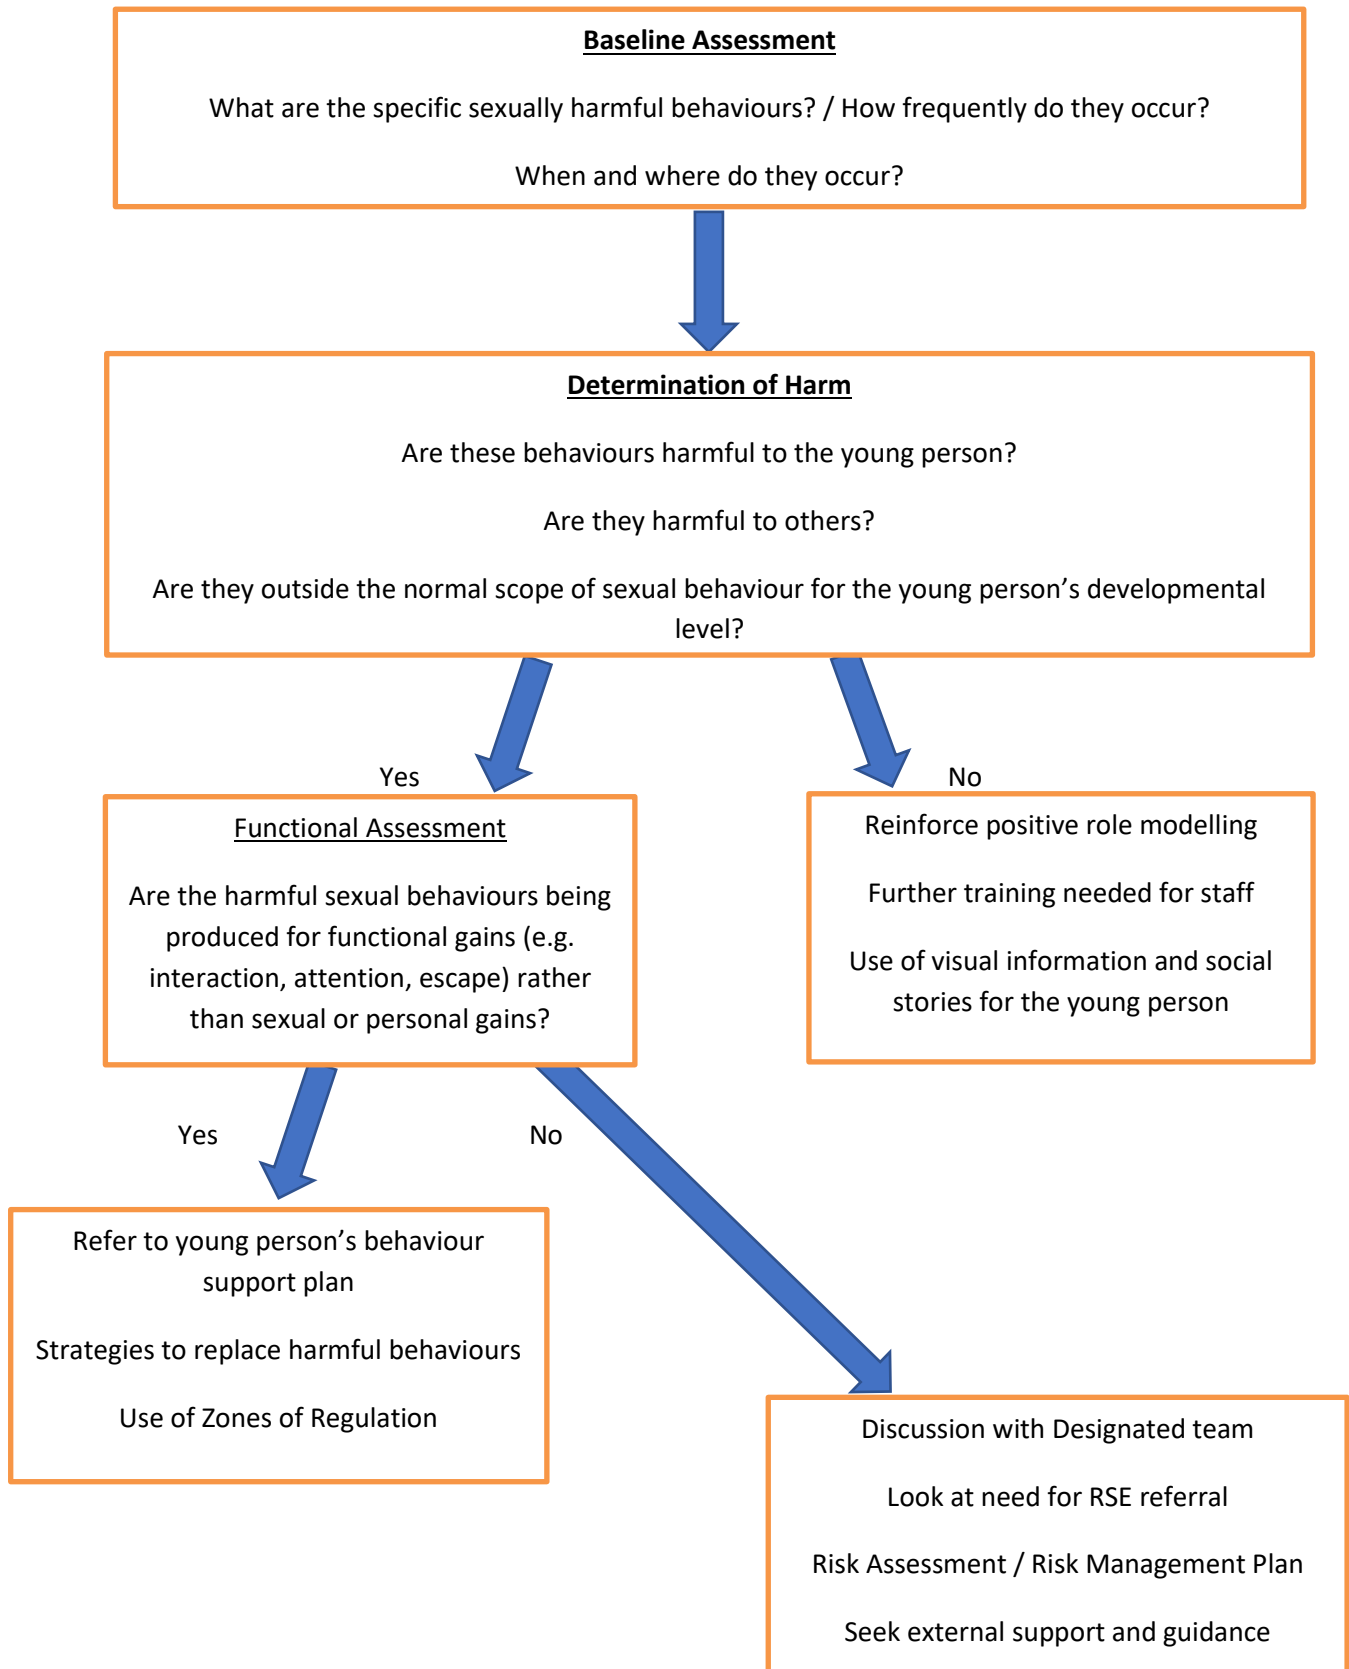 Baseline Assessment
What are the specific sexually harmful behaviours? / How frequently do they occur?
When and where do they occur?
Determination of Harm
Are these behaviours harmful to the young person?
Are they harmful to others?
Are they outside the normal scope of sexual behaviour for the young person’s developmental
level?
Yes
No
Functional Assessment
Are the harmful sexual behaviours being
produced for functional gains (e.g.
interaction, attention, escape) rather
than sexual or personal gains?
Reinforce positive role modelling
Further training needed for staff
Use of visual information and social
stories for the young person
Yes
No
Refer to young person’s behaviour
support plan
Strategies to replace harmful behaviours
Use of Zones of Regulation
Discussion with Designated team
Look at need for RSE referral
Risk Assessment / Risk Management Plan
Seek external support and guidance